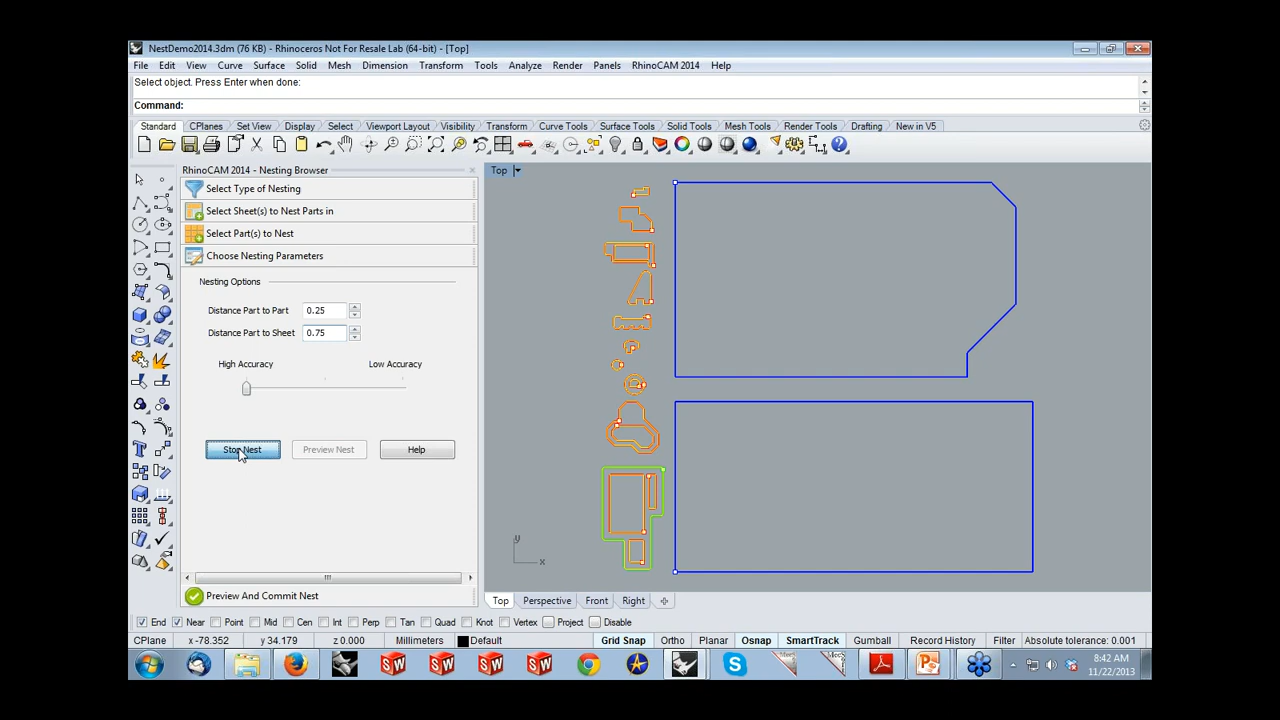 NestDemo2014.3dm (76 KB) - Rhinoceros Not For Resale Lab (64-bit) - [Top]
File Edit View Curve Surface Solid Mesh Dimension Transform Tools Analyze Render Panels RhinoCAM 2014 Help
Select object. Press Enter when done:
Command:
Standard CPlanes Set View Display Select Viewport Layout Visibility Transform Curve Tools Surface Tools Solid Tools Mesh Tools Render Tools Drafting New in V5
RhinoCAM 2014 - Nesting Browser
Top
Select Type of Nesting
Select Sheet(s) to Nest Parts in
Select Part(s) to Nest
Choose Nesting Parameters
Nesting Options
Distance Part to Part 0.25
Distance Part to Sheet 0.75
High Accuracy Low Accuracy
Stop Nest Preview Nest Help
y
x
Preview And Commit Nest
Top Perspective Front Right
End Near Point Mid Cen Int Perp Tan Quad Knot Vertex Project Disable
CPlane x -78.352 y 34.179 z 0.000 Millimeters Default Grid Snap Ortho Planar Osnap SmartTrack Gumball Record History Filter Absolute tolerance: 0.001
SW SW SW SW
8:42 AM
11/22/2013